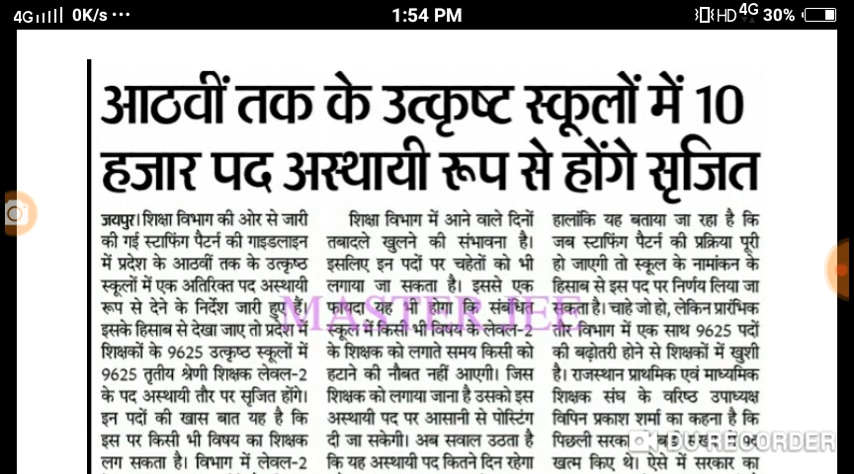 4G 0K/s ···
1:54 PM
HD 4G 30%
आठवीं तक के उत्कृष्ट स्कूलों में 10
हजार पद अस्थायी रूप से होंगे सृजित
जयपुर। शिक्षा विभाग की ओर से जारी
की गई स्टाफिंग पैटर्न की गाइडलाइन
में प्रदेश के आठवीं तक के उत्कृष्ठ
स्कूलों में एक अतिरिक्त पद अस्थायी
रूप से देने के निर्देश जारी हुए हैं।
इसके हिसाब से देखा जाए तो प्रदेश में
शिक्षकों के 9625 उत्कृष्ठ स्कूलों में
9625 तृतीय श्रेणी शिक्षक लेवल-2
के पद अस्थायी तौर पर सृजित होंगे।
इन पदों की खास बात यह है कि
इस पर किसी भी विषय का शिक्षक
लग सकता है। विभाग में लेवल-2
शिक्षा विभाग में आने वाले दिनों
तबादले खुलने की संभावना है।
इसलिए इन पदों पर चहेतों को भी
लगाया जा सकता है। इससे एक
फायदा यह भी होगा कि संबंधित
स्कूल में किसी भी विषय के लेवल-2
के शिक्षक को लगाते समय किसी को
हटाने की नौबत नहीं आएगी। जिस
शिक्षक को लगाया जाना है उसको इस
अस्थायी पद पर आसानी से पोस्टिंग
दी जा सकेगी। अब सवाल उठता है
कि यह अस्थायी पद कितने दिन रहेगा
हालांकि यह बताया जा रहा है कि
जब स्टाफिंग पैटर्न की प्रक्रिया पूरी
हो जाएगी तो स्कूल के नामांकन के
हिसाब से इस पद पर निर्णय लिया जा
सकता है। चाहे जो हो, लेकिन प्रारंभिक
तौर विभाग में एक साथ 9625 पदों
की बढ़ोतरी होने से शिक्षकों में खुशी
है। राजस्थान प्राथमिक एवं माध्यमिक
शिक्षक संघ के वरिष्ठ उपाध्यक्ष
विपिन प्रकाश शर्मा का कहना है कि
पिछली
खत्म किए थे। ऐसे में सरकार का
MASTER JEE
DU RECORDER